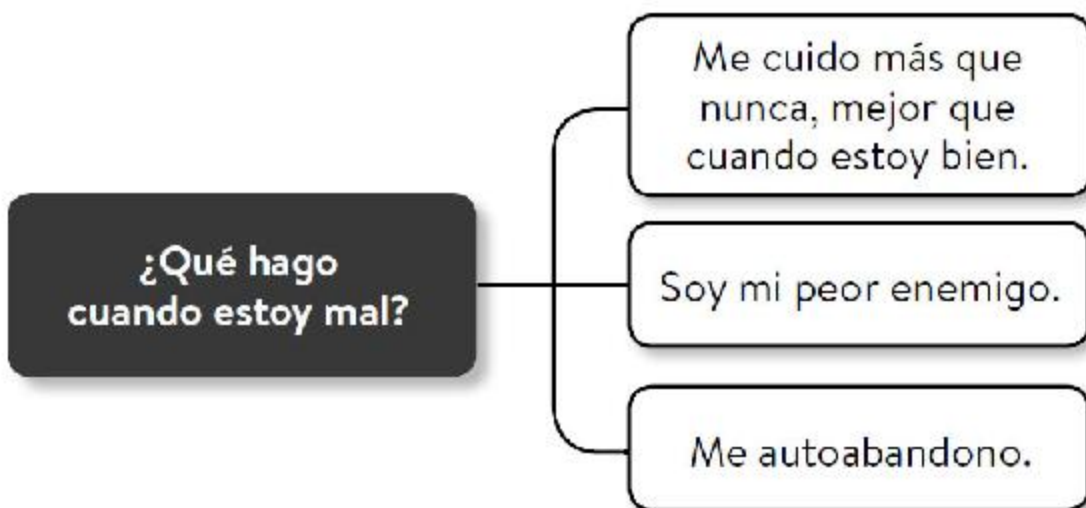 ¿Qué hago
cuando estoy mal?
Me cuido más que
nunca, mejor que
cuando estoy bien.
Soy mi peor enemigo.
Me autoabandono.